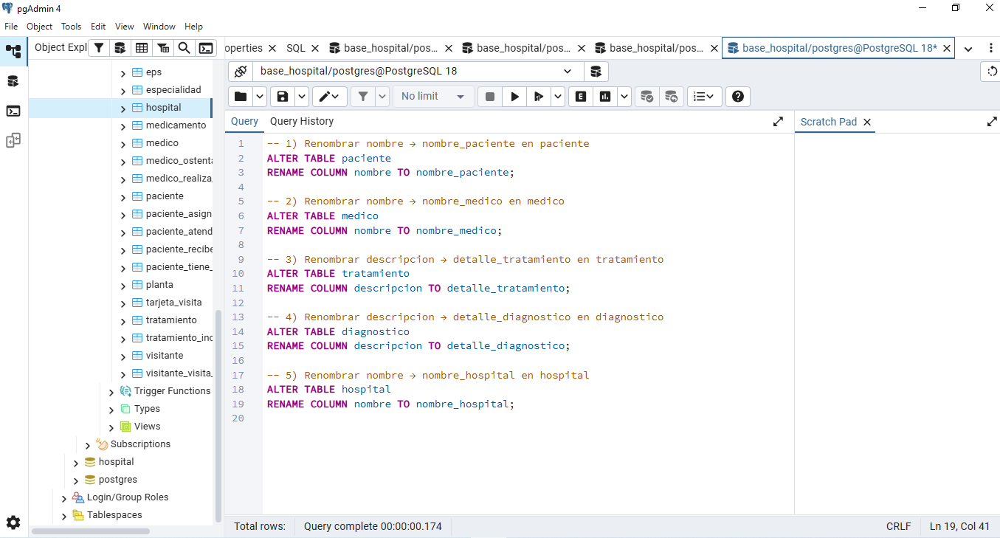 pgAdmin 4
File Object Tools Edit View Window Help
Object Expl
operties SQL base_hospital/pos... base_hospital/pos... base_hospital/pos... base_hospital/postgres@PostgreSQL 18*
eps
especialidad
hospital
medicamento
medico
medico_ostenta
medico_realiza_
paciente
paciente_asign
paciente_atend
paciente_recibe
paciente_tiene_
planta
tarjeta_visita
tratamiento
tratamiento_inc
visitante
visitante_visita_
Trigger Functions
Types
Views
Subscriptions
hospital
postgres
Login/Group Roles
Tablespaces
base_hospital/postgres@PostgreSQL 18
No limit
E
Query Query History
Scratch Pad
1 -- 1) Renombrar nombre → nombre_paciente en paciente
2 ALTER TABLE paciente
3 RENAME COLUMN nombre TO nombre_paciente;
4
5 -- 2) Renombrar nombre → nombre_medico en medico
6 ALTER TABLE medico
7 RENAME COLUMN nombre TO nombre_medico;
8
9 -- 3) Renombrar descripcion → detalle_tratamiento en tratamiento
10 ALTER TABLE tratamiento
11 RENAME COLUMN descripcion TO detalle_tratamiento;
12
13 -- 4) Renombrar descripcion → detalle_diagnostico en diagnostico
14 ALTER TABLE diagnostico
15 RENAME COLUMN descripcion TO detalle_diagnostico;
16
17 -- 5) Renombrar nombre → nombre_hospital en hospital
18 ALTER TABLE hospital
19 RENAME COLUMN nombre TO nombre_hospital;
20
Total rows: Query complete 00:00:00.174 CRLF Ln 19, Col 41